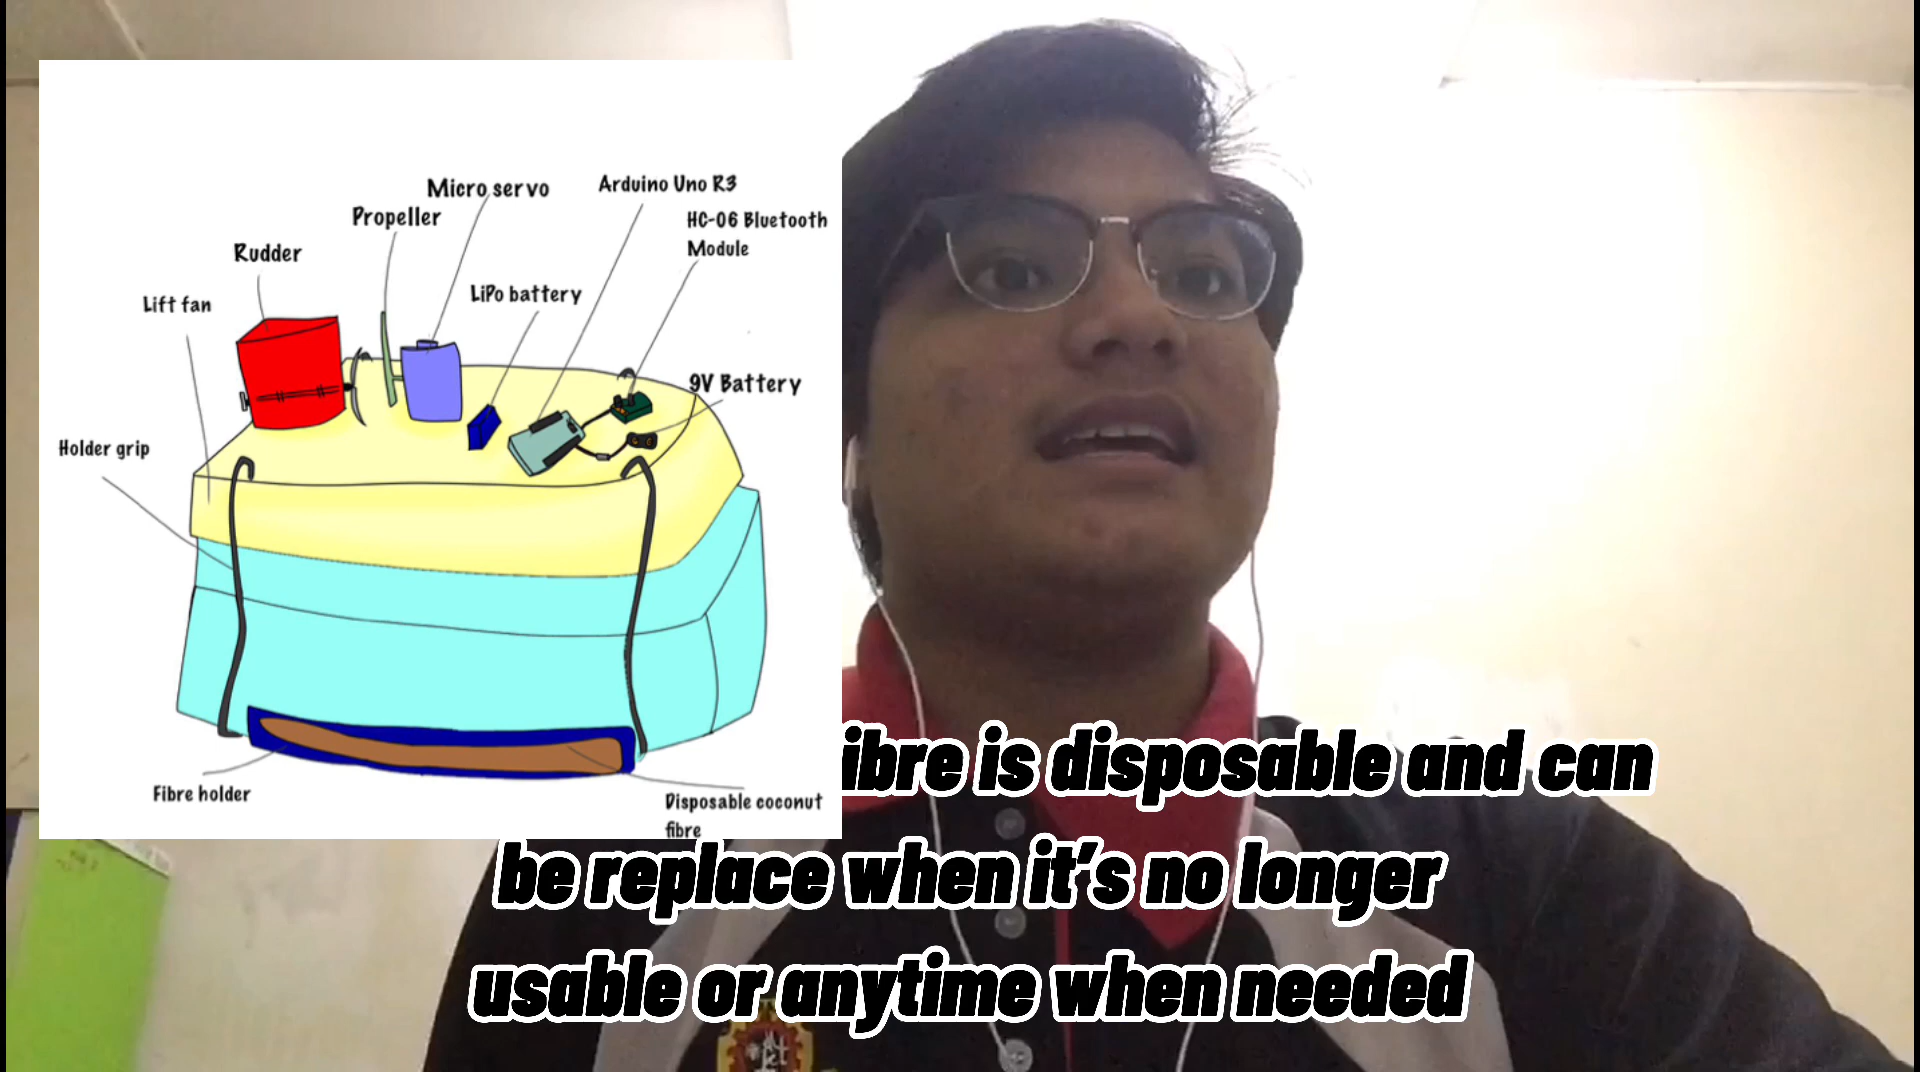 Micro servo
Arduino Uno R3
Propeller
HC-06 Bluetooth
Module
Rudder
LiPo battery
Lift fan
9V Battery
Holder grip
Fibre holder
Disposable coconut
fibre
ibre is disposable and can
be replace when it's no longer
usable or anytime when needed